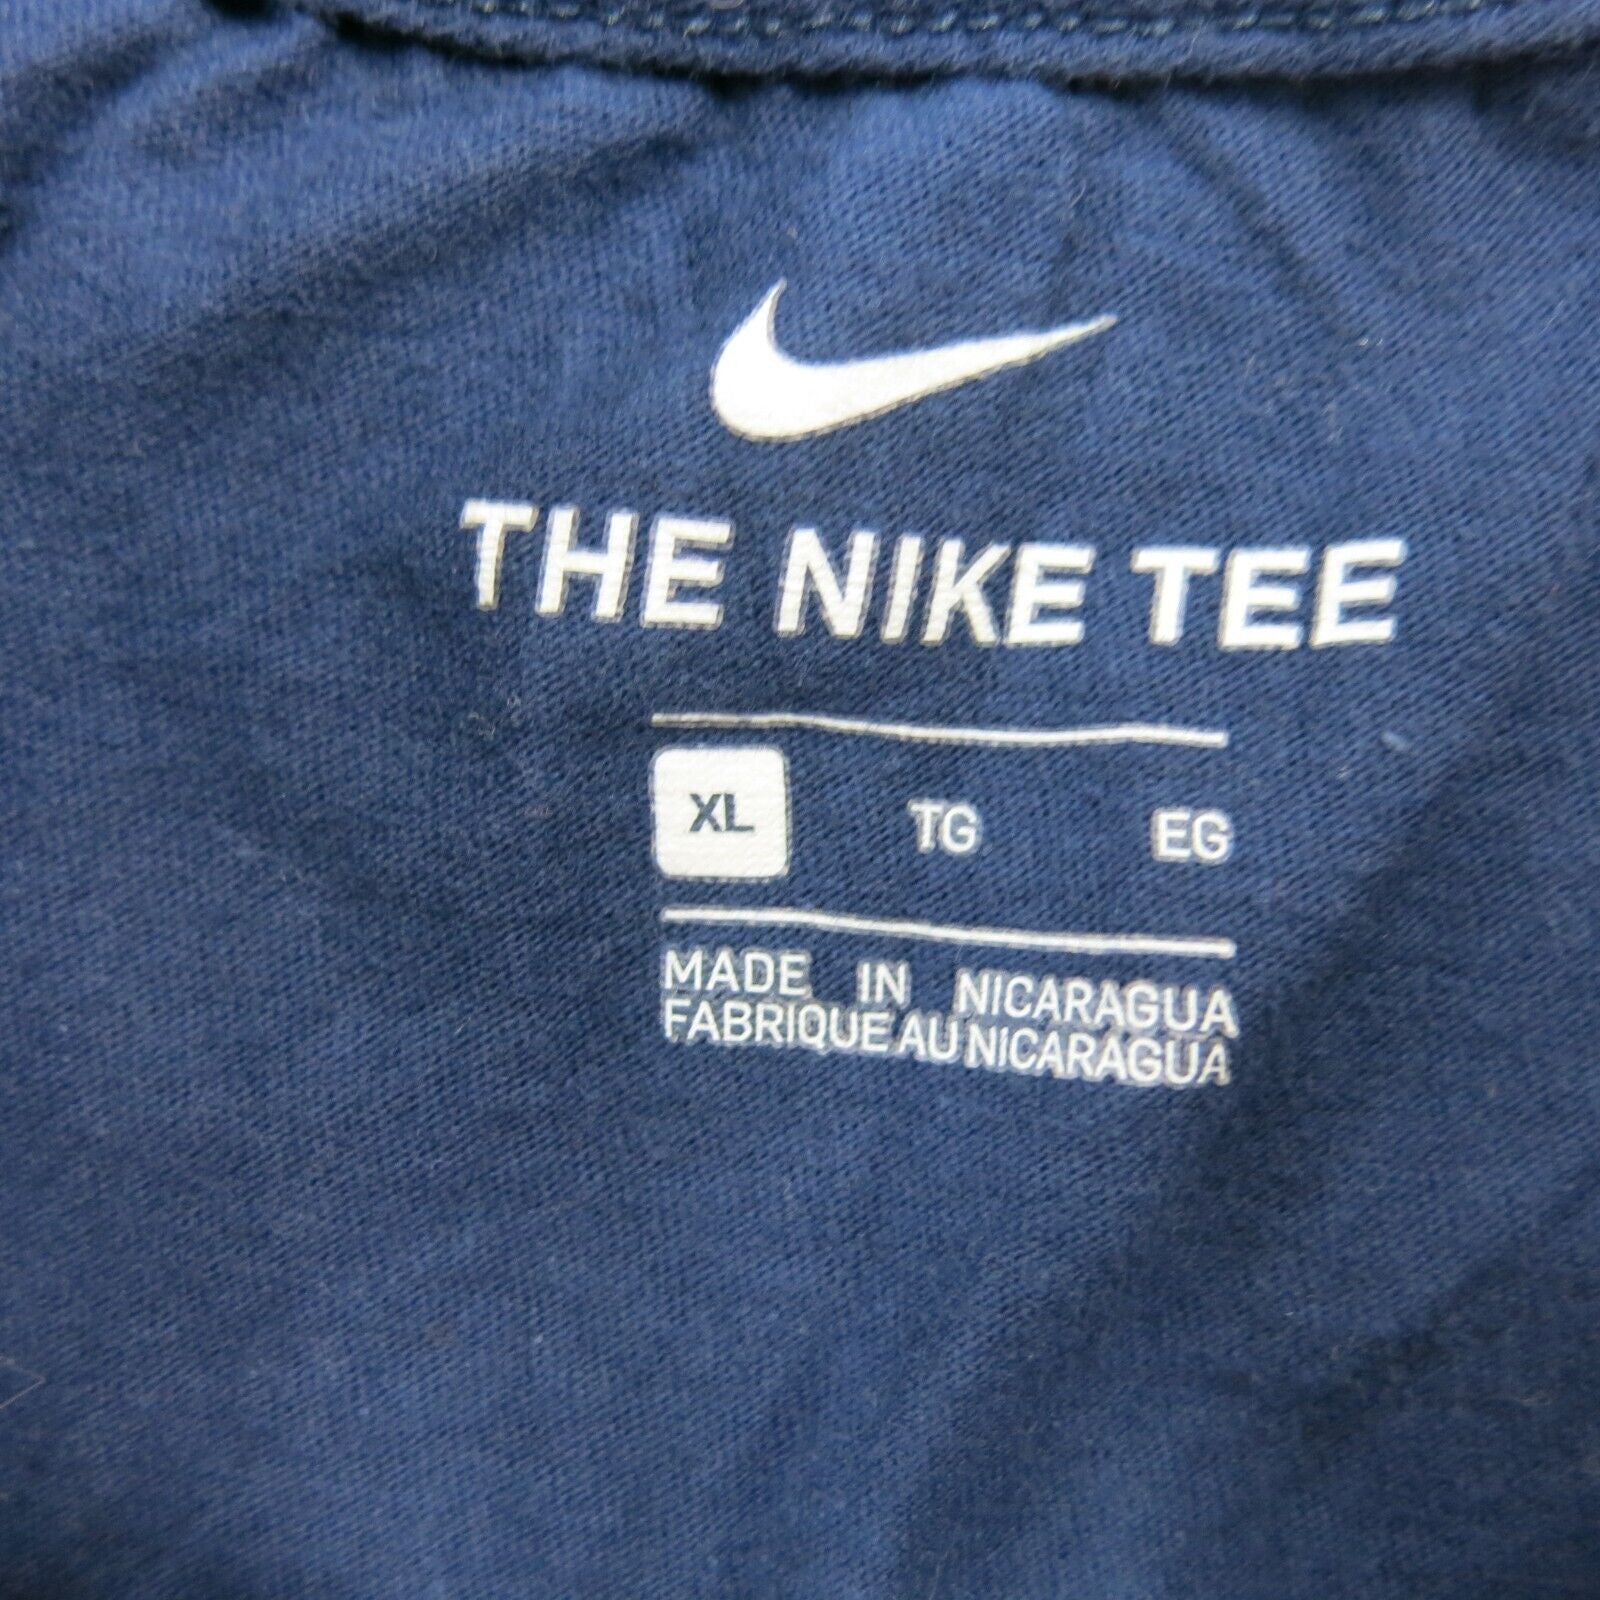 THE NIKE TEE
XL TG EG
MADE IN NICARAGUA
FABRIQUE AU NICARAGUA